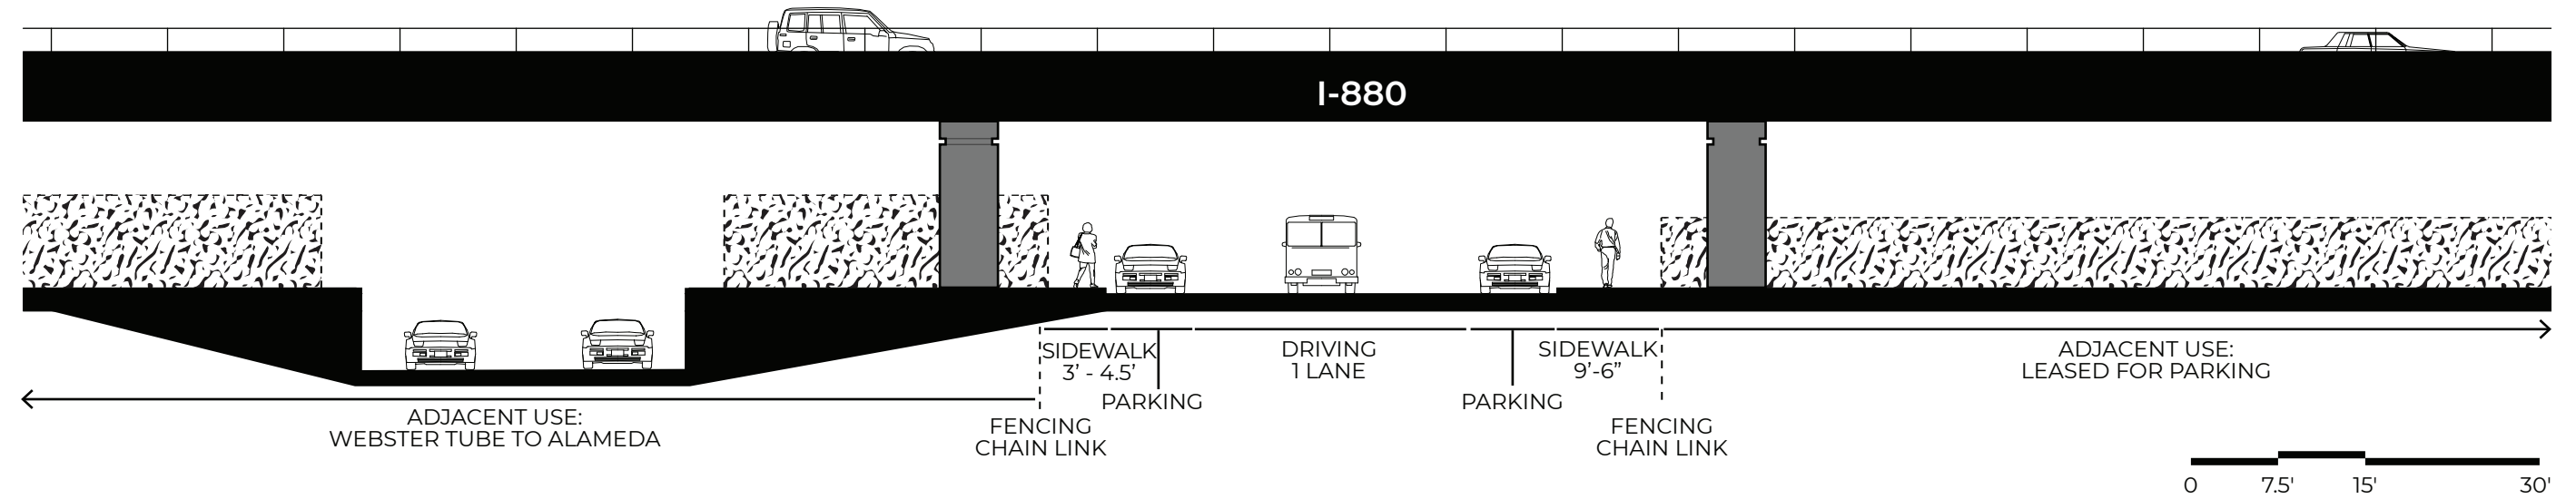 I-880
SIDEWALK
3’ - 4.5’
PARKING
DRIVING
1 LANE
PARKING
SIDEWALK
9’-6”
ADJACENT USE:
LEASED FOR PARKING
ADJACENT USE:
WEBSTER TUBE TO ALAMEDA
FENCING
CHAIN LINK
FENCING
CHAIN LINK
0 7.5' 15' 30'